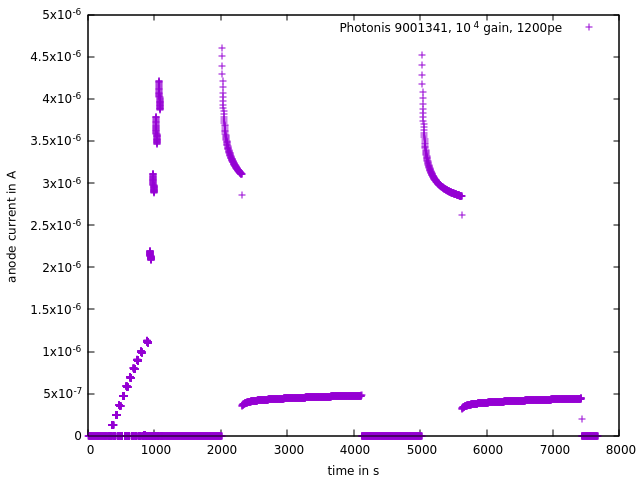 5x10⁻⁶
Photonis 9001341, 10⁴ gain, 1200pe
4.5x10⁻⁶
4x10⁻⁶
3.5x10⁻⁶
3x10⁻⁶
2.5x10⁻⁶
2x10⁻⁶
1.5x10⁻⁶
1x10⁻⁶
5x10⁻⁷
0
anode current in A
0 1000 2000 3000 4000 5000 6000 7000 8000
time in s